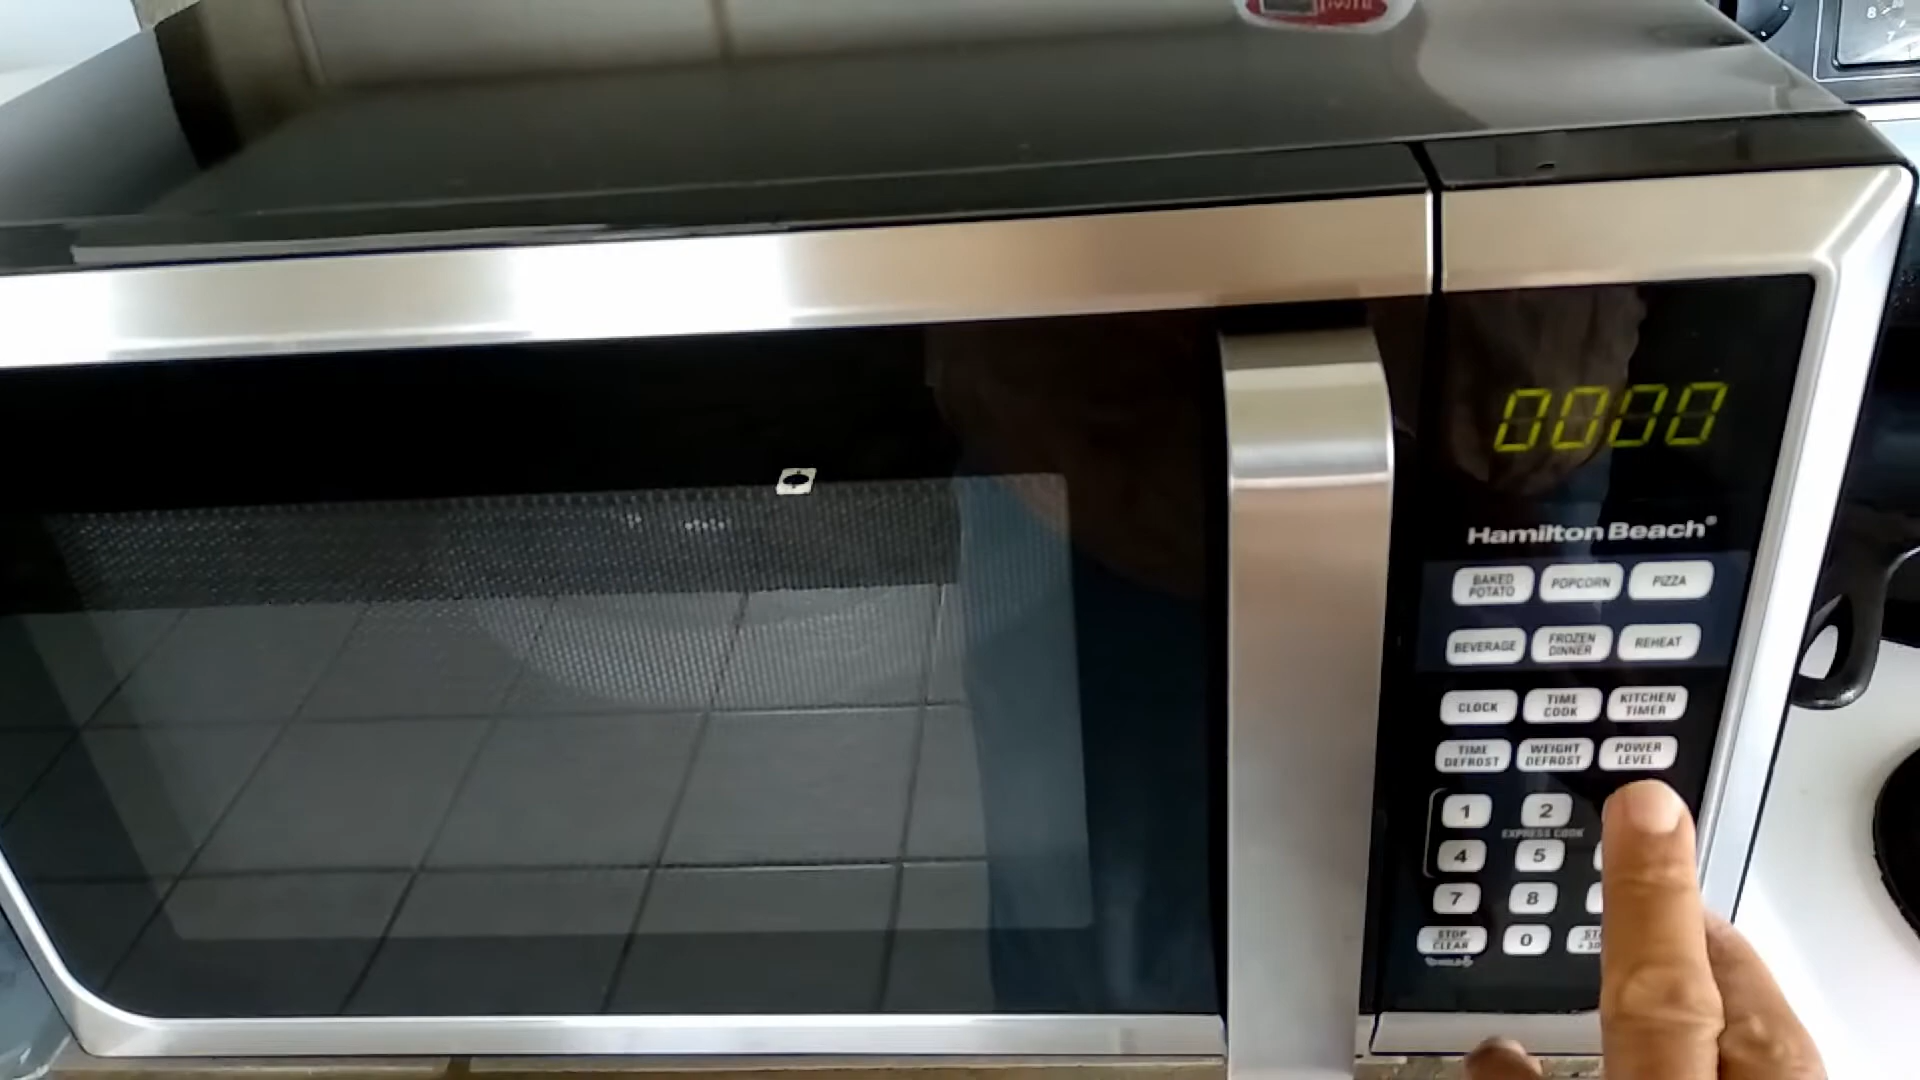 0000
Hamilton Beach®
BAKED POTATO
POPCORN
PIZZA
BEVERAGE
FROZEN DINNER
REHEAT
CLOCK
TIME COOK
KITCHEN TIMER
TIME DEFROST
WEIGHT DEFROST
POWER LEVEL
1 2
EXPRESS COOK
4 5
7 8
STOP CLEAR
0